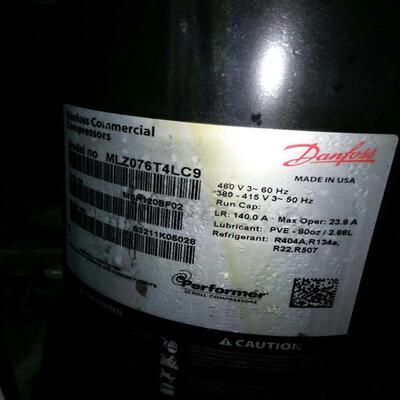 Danfoss Commercial
Compressors
Model no MLZ076T4LC9
Danfoss
MADE IN USA
460 V 3~ 60 Hz
380 - 415 V 3~ 50 Hz
Run Cap:
LR: 140.0 A Max Oper: 23.9 A
Lubricant: PVE - 90oz / 2.66L
Refrigerant: R404A,R134a,
R22,R507
Performer
SCROLL COMPRESSORS
WARNING
CAUTION